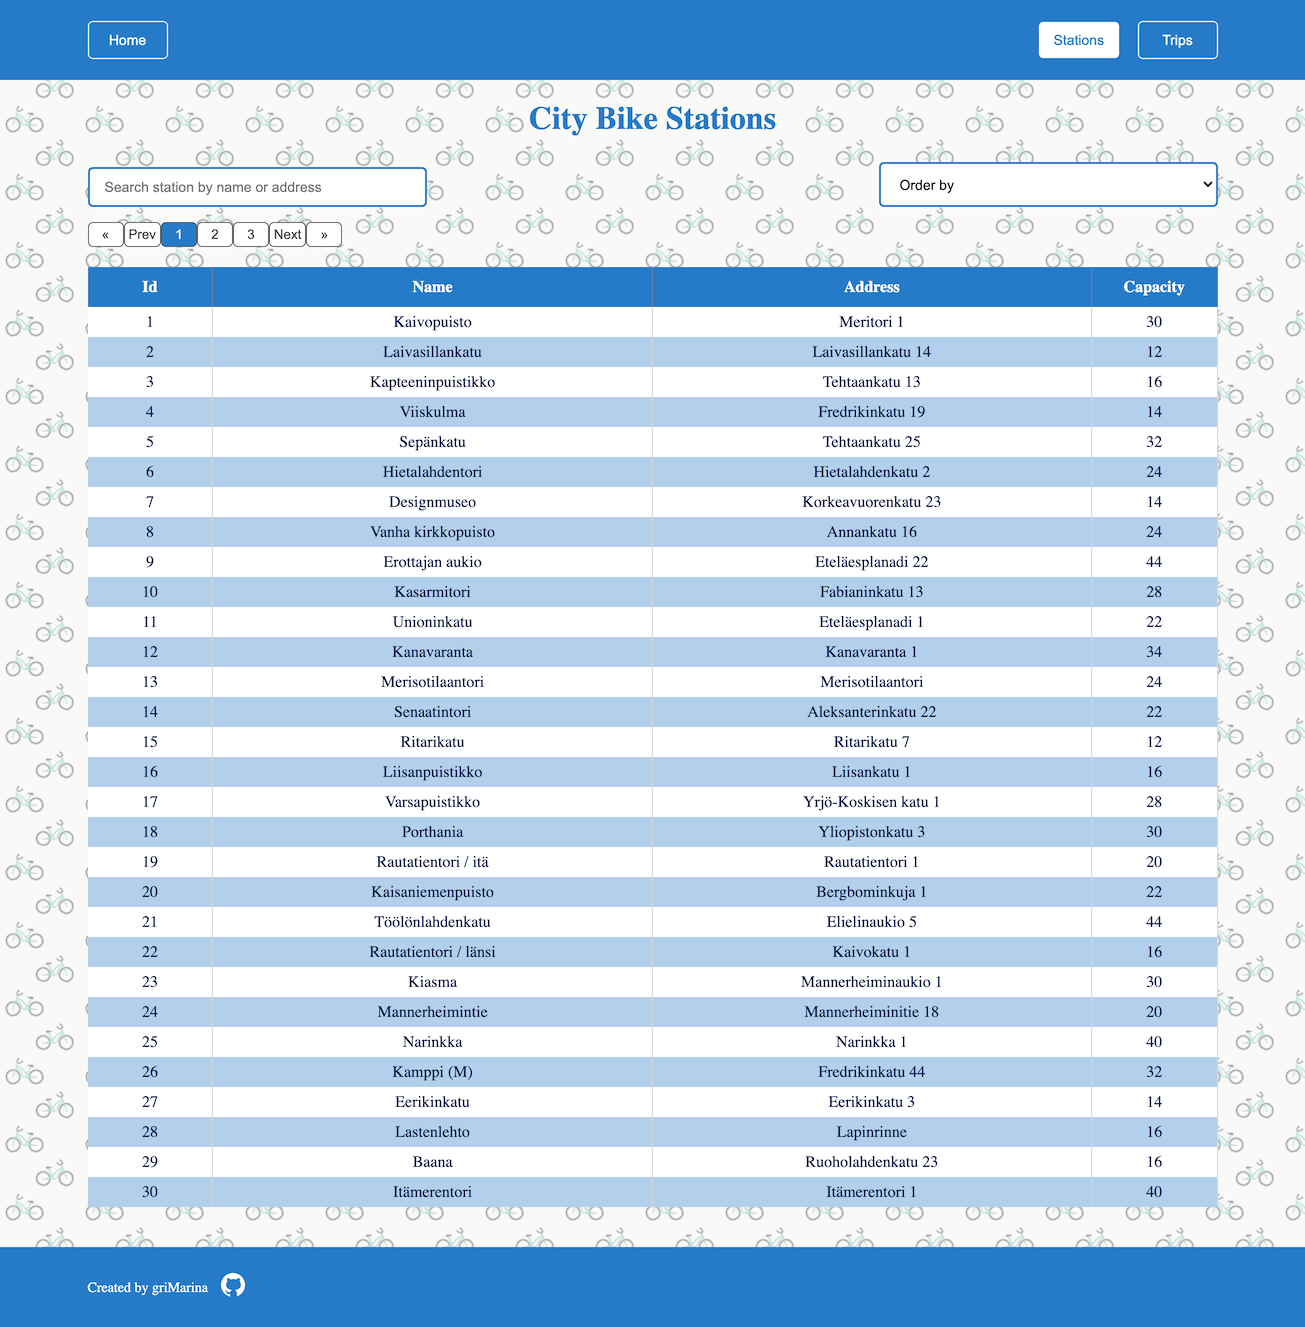 Home Stations Trips
City Bike Stations
Search station by name or address Order by
« Prev 1 2 3 Next »
Id Name Address Capacity
1 Kaivopuisto Meritori 1 30
2 Laivasillankatu Laivasillankatu 14 12
3 Kapteeninpuistikko Tehtaankatu 13 16
4 Viiskulma Fredrikinkatu 19 14
5 Sepänkatu Tehtaankatu 25 32
6 Hietalahdentori Hietalahdenkatu 2 24
7 Designmuseo Korkeavuorenkatu 23 14
8 Vanha kirkkopuisto Annankatu 16 24
9 Erottajan aukio Eteläesplanadi 22 44
10 Kasarmitori Fabianinkatu 13 28
11 Unioninkatu Eteläesplanadi 1 22
12 Kanavaranta Kanavaranta 1 34
13 Merisotilaantori Merisotilaantori 24
14 Senaatintori Aleksanterinkatu 22 22
15 Ritarikatu Ritarikatu 7 12
16 Liisanpuistikko Liisankatu 1 16
17 Varsapuistikko Yrjö-Koskisen katu 1 28
18 Porthania Yliopistonkatu 3 30
19 Rautatientori / itä Rautatientori 1 20
20 Kaisaniemenpuisto Bergbominkuja 1 22
21 Töölönlahdenkatu Elielinaukio 5 44
22 Rautatientori / länsi Kaivokatu 1 16
23 Kiasma Mannerheiminaukio 1 30
24 Mannerheimintie Mannerheiminitie 18 20
25 Narinkka Narinkka 1 40
26 Kamppi (M) Fredrikinkatu 44 32
27 Eerikinkatu Eerikinkatu 3 14
28 Lastenlehto Lapinrinne 16
29 Baana Ruoholahdenkatu 23 16
30 Itämerentori Itämerentori 1 40
Created by griMarina